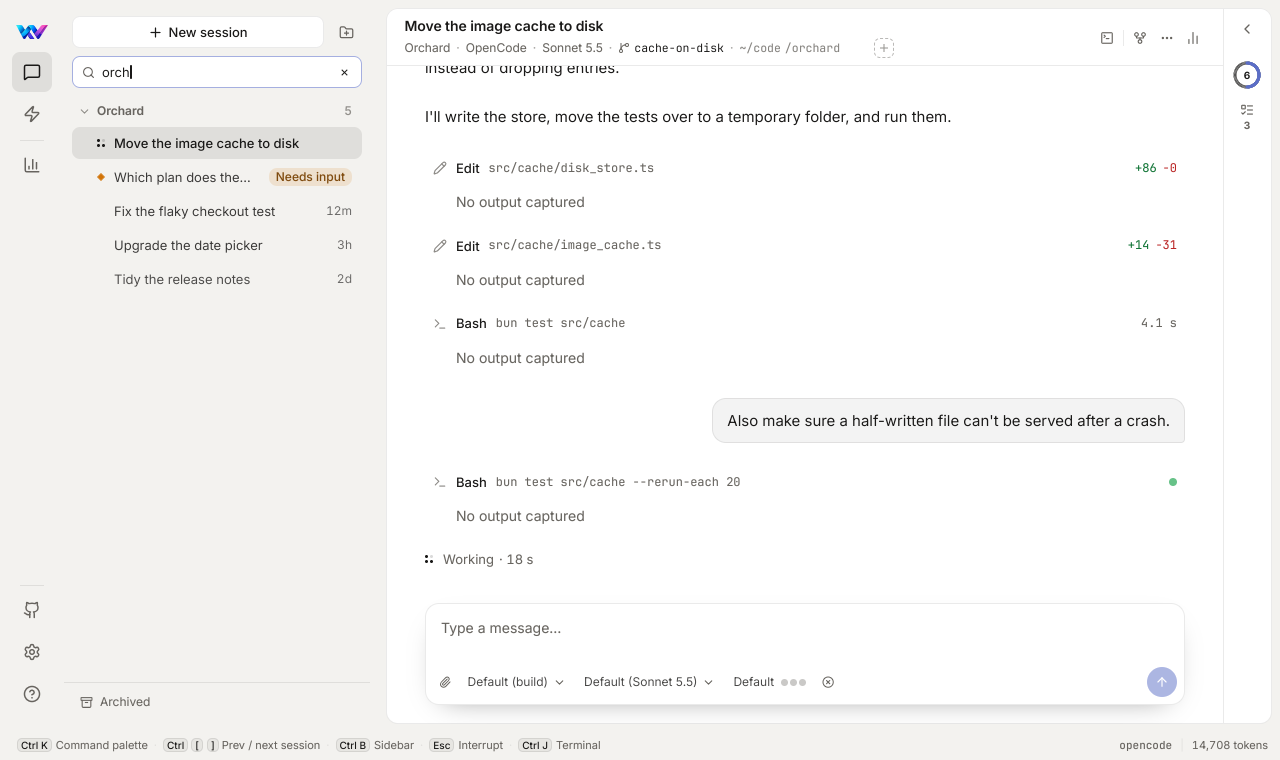 New session
orch
Orchard 5
Move the image cache to disk
Which plan does the... Needs input
Fix the flaky checkout test 12m
Upgrade the date picker 3h
Tidy the release notes 2d
Archived
Move the image cache to disk
Orchard · OpenCode · Sonnet 5.5 · cache-on-disk · ~/code /orchard
instead of dropping entries.
I'll write the store, move the tests over to a temporary folder, and run them.
Edit src/cache/disk_store.ts +86 -0
No output captured
Edit src/cache/image_cache.ts +14 -31
No output captured
Bash bun test src/cache 4.1 s
No output captured
Also make sure a half-written file can't be served after a crash.
Bash bun test src/cache --rerun-each 20
No output captured
Working · 18 s
Type a message...
Default (build) Default (Sonnet 5.5) Default
6
3
Ctrl K Command palette Ctrl [ ] Prev / next session Ctrl B Sidebar Esc Interrupt Ctrl J Terminal
opencode 14,708 tokens